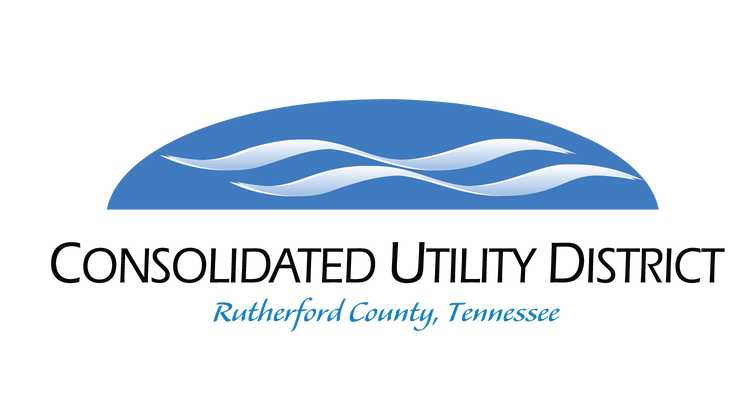 CONSOLIDATED UTILITY DISTRICT
Rutherford County, Tennessee